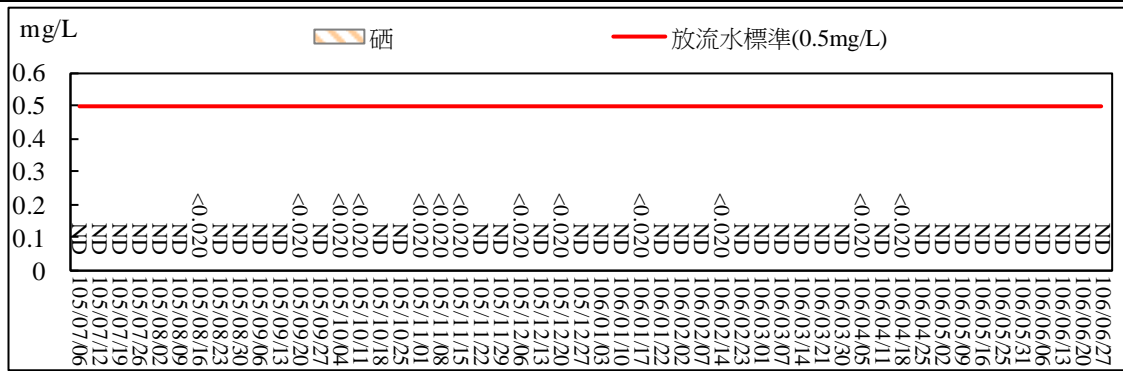 mg/L
硒
放流水標準(0.5mg/L)
0.6
0.5
0.4
0.3
0.2
0.1
0
ND
ND
ND
ND
ND
ND
<0.020
ND
ND
ND
ND
<0.020
ND
<0.020
<0.020
ND
ND
<0.020
<0.020
<0.020
ND
ND
<0.020
ND
<0.020
ND
ND
ND
<0.020
ND
ND
ND
<0.020
ND
ND
ND
ND
ND
ND
<0.020
ND
<0.020
ND
ND
ND
ND
ND
ND
ND
ND
ND
ND
105/07/06
105/07/12
105/07/19
105/07/26
105/08/02
105/08/09
105/08/16
105/08/23
105/08/30
105/09/06
105/09/13
105/09/20
105/09/27
105/10/04
105/10/11
105/10/18
105/10/25
105/11/01
105/11/08
105/11/15
105/11/22
105/11/29
105/12/06
105/12/13
105/12/20
105/12/27
106/01/03
106/01/10
106/01/17
106/01/22
106/02/02
106/02/07
106/02/14
106/02/23
106/03/01
106/03/07
106/03/14
106/03/21
106/03/30
106/04/05
106/04/11
106/04/18
106/04/25
106/05/02
106/05/09
106/05/16
106/05/25
106/05/31
106/06/06
106/06/13
106/06/20
106/06/27